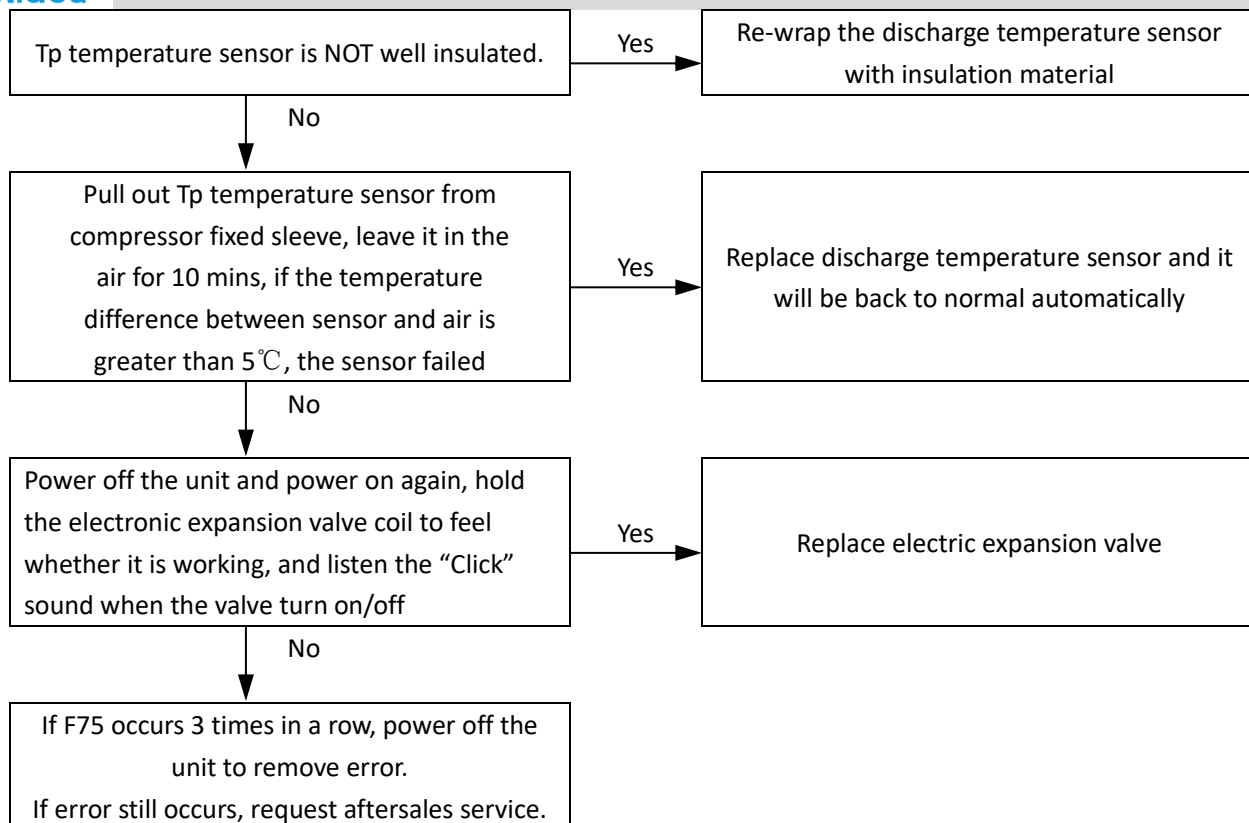 Tp temperature sensor is NOT well insulated.
Yes
Re-wrap the discharge temperature sensor
with insulation material
No
Pull out Tp temperature sensor from
compressor fixed sleeve, leave it in the
air for 10 mins, if the temperature
difference between sensor and air is
greater than 5℃, the sensor failed
Yes
Replace discharge temperature sensor and it
will be back to normal automatically
No
Power off the unit and power on again, hold
the electronic expansion valve coil to feel
whether it is working, and listen the “Click”
sound when the valve turn on/off
Yes
Replace electric expansion valve
No
If F75 occurs 3 times in a row, power off the
unit to remove error.
If error still occurs, request aftersales service.